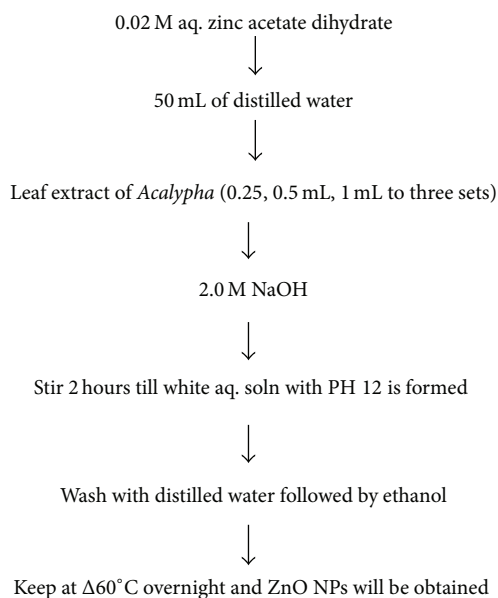 0.02 M aq. zinc acetate dihydrate
50 mL of distilled water
Leaf extract of Acalypha (0.25, 0.5 mL, 1 mL to three sets)
2.0 M NaOH
Stir 2 hours till white aq. soln with PH 12 is formed
Wash with distilled water followed by ethanol
Keep at Δ60°C overnight and ZnO NPs will be obtained